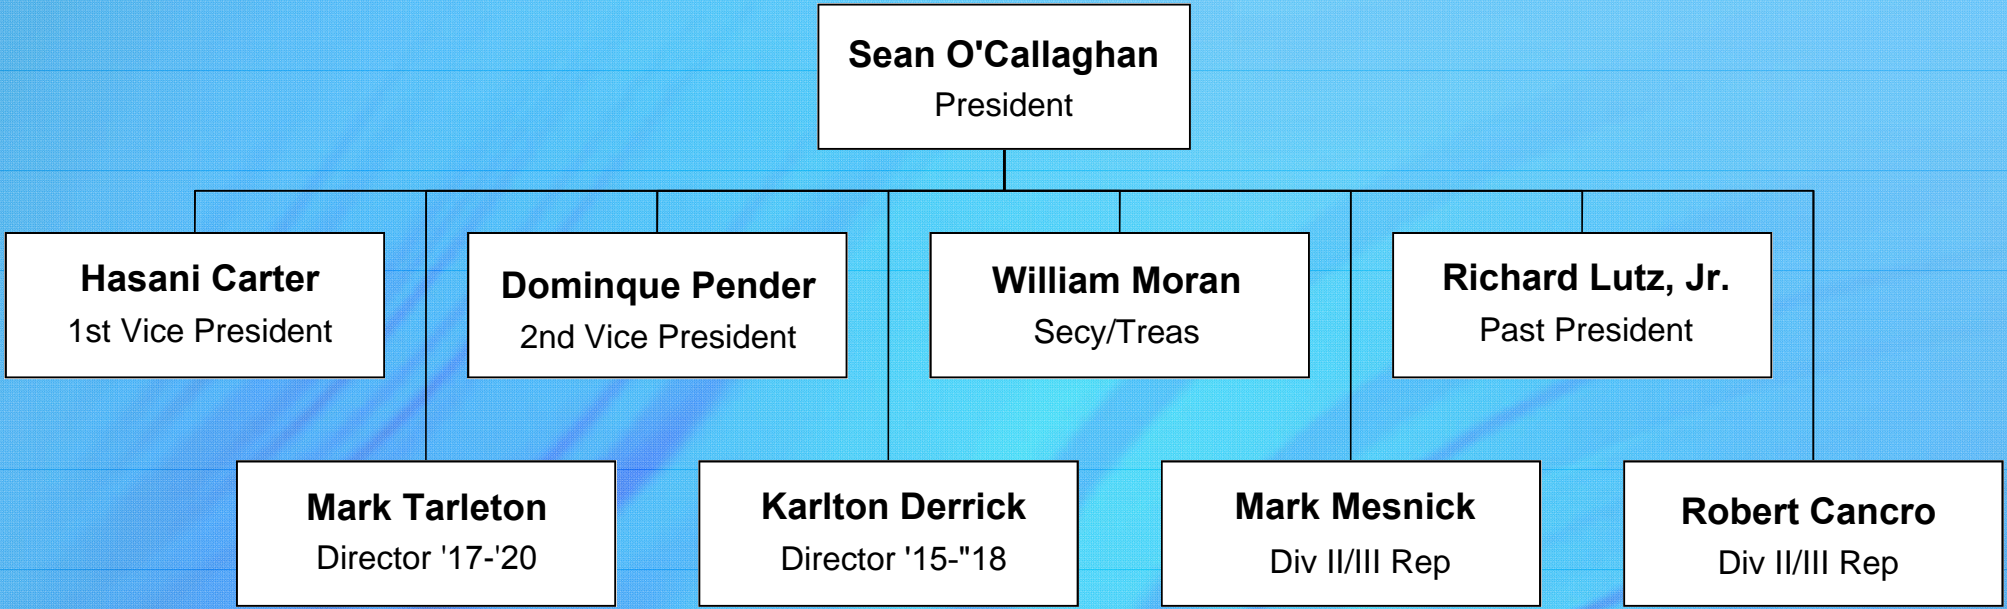 Sean O'Callaghan
President
Hasani Carter
1st Vice President
Dominque Pender
2nd Vice President
William Moran
Secy/Treas
Richard Lutz, Jr.
Past President
Mark Tarleton
Director '17-'20
Karlton Derrick
Director '15-"18
Mark Mesnick
Div II/III Rep
Robert Cancro
Div II/III Rep